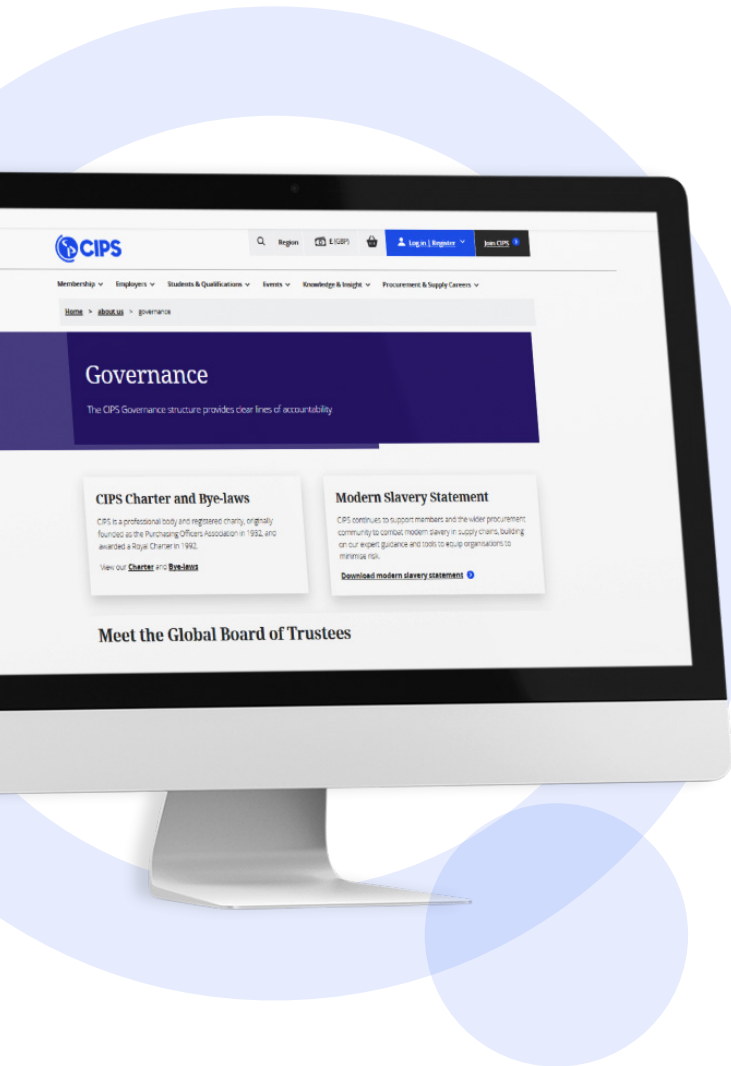 CIPS
Region
£ (GBP)
Log in | Register
Join CIPS
Membership
Employers
Students & Qualifications
Events
Knowledge & Insight
Procurement & Supply Careers
Home > about us > governance
Governance
The CIPS Governance structure provides clear lines of accountability.
CIPS Charter and Bye-laws
CIPS is a professional body and registered charity, originally
founded as the Purchasing Officers Association in 1932, and
awarded a Royal Charter in 1992.
View our Charter and Bye-laws
Modern Slavery Statement
CIPS continues to support members and the wider procurement
community to combat modern slavery in supply chains, building
on our expert guidance and tools to equip organisations to
minimise risk.
Download modern slavery statement
Meet the Global Board of Trustees